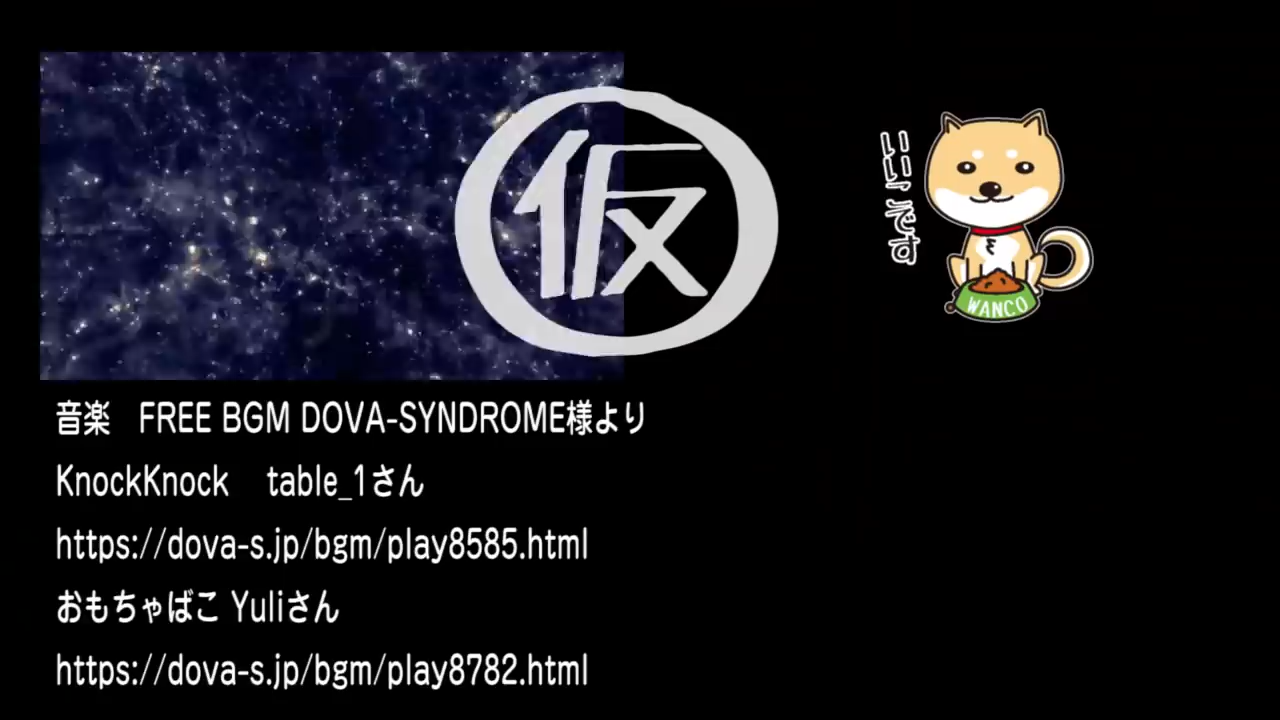 仮
いいこです
WANCO
音楽　FREE BGM DOVA-SYNDROME様より
KnockKnock　table_1さん
https://dova-s.jp/bgm/play8585.html
おもちゃばこ Yuliさん
https://dova-s.jp/bgm/play8782.html